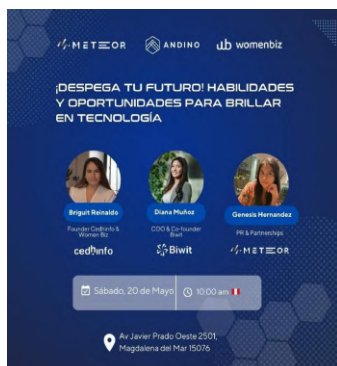 METEOR ANDINO womenbiz
¡DESPEGA TU FUTURO! HABILIDADES
Y OPORTUNIDADES PARA BRILLAR
EN TECNOLOGÍA
Briguit Reinaldo Diana Muñoz Genesis Hernandez
Founder Cedhinfo & COO & Co-founder PR & Partnerships
Women Biz Biwit
cedhinfo Biwit METEOR
Sábado, 20 de Mayo 10:00 am
Av Javier Prado Oeste 2501,
Magdalena del Mar 15076